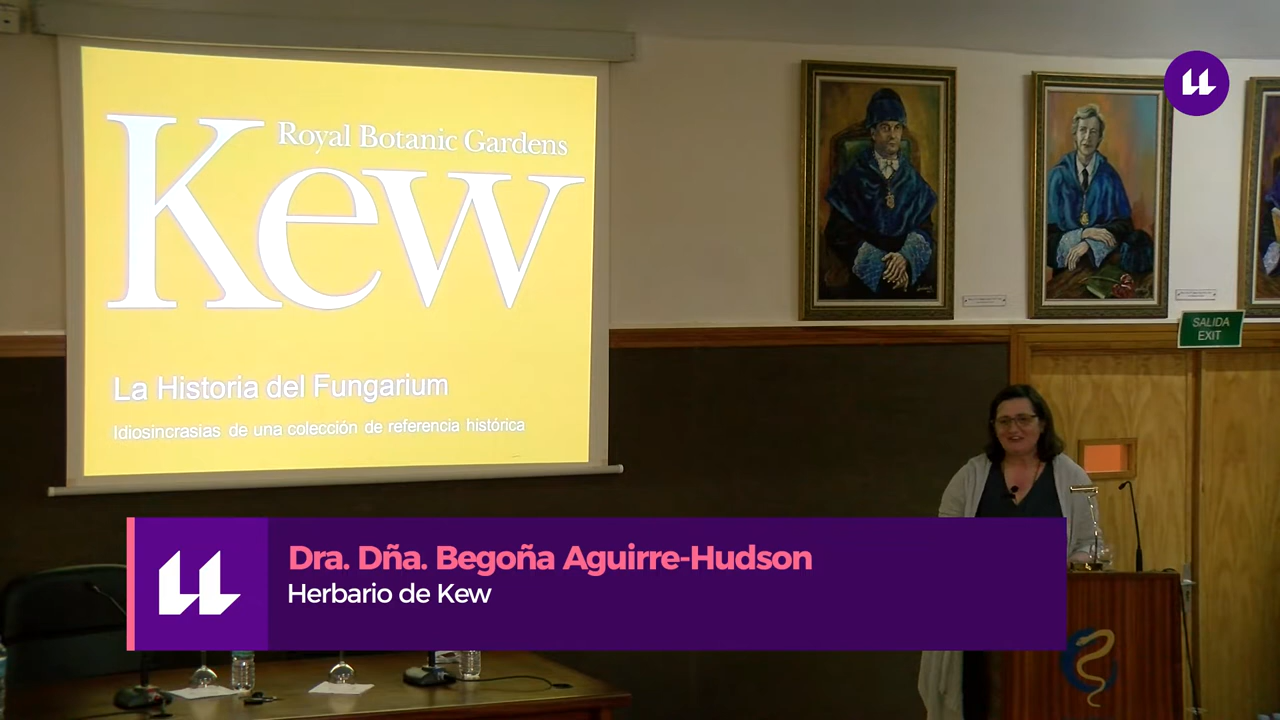 Royal Botanic Gardens
Kew
La Historia del Fungarium
Idiosincrasias de una colección de referencia histórica
SALIDA
EXIT
Dra. Dña. Begoña Aguirre-Hudson
Herbario de Kew